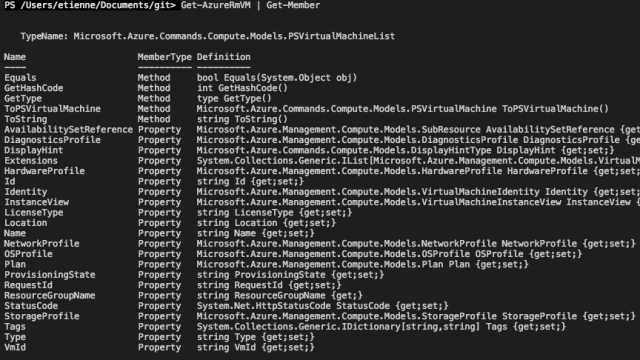 PS /Users/etienne/Documents/git> Get-AzureRmVM | Get-Member
TypeName: Microsoft.Azure.Commands.Compute.Models.PSVirtualMachineList
Name MemberType Definition
---- ---------- ----------
Equals Method bool Equals(System.Object obj)
GetHashCode Method int GetHashCode()
GetType Method type GetType()
ToPSVirtualMachine Method Microsoft.Azure.Commands.Compute.Models.PSVirtualMachine ToPSVirtualMachine()
ToString Method string ToString()
AvailabilitySetReference Property Microsoft.Azure.Management.Compute.Models.SubResource AvailabilitySetReference {get
DiagnosticsProfile Property Microsoft.Azure.Management.Compute.Models.DiagnosticsProfile DiagnosticsProfile {ge
DisplayHint Property Microsoft.Azure.Commands.Compute.Models.DisplayHintType DisplayHint {get;set;}
Extensions Property System.Collections.Generic.IList[Microsoft.Azure.Management.Compute.Models.VirtualM
HardwareProfile Property Microsoft.Azure.Management.Compute.Models.HardwareProfile HardwareProfile {get;set;
Id Property string Id {get;set;}
Identity Property Microsoft.Azure.Management.Compute.Models.VirtualMachineIdentity Identity {get;set;
InstanceView Property Microsoft.Azure.Management.Compute.Models.VirtualMachineInstanceView InstanceView {
LicenseType Property string LicenseType {get;set;}
Location Property string Location {get;set;}
Name Property string Name {get;set;}
NetworkProfile Property Microsoft.Azure.Management.Compute.Models.NetworkProfile NetworkProfile {get;set;}
OSProfile Property Microsoft.Azure.Management.Compute.Models.OSProfile OSProfile {get;set;}
Plan Property Microsoft.Azure.Management.Compute.Models.Plan Plan {get;set;}
ProvisioningState Property string ProvisioningState {get;set;}
RequestId Property string RequestId {get;set;}
ResourceGroupName Property string ResourceGroupName {get;}
StatusCode Property System.Net.HttpStatusCode StatusCode {get;set;}
StorageProfile Property Microsoft.Azure.Management.Compute.Models.StorageProfile StorageProfile {get;set;}
Tags Property System.Collections.Generic.IDictionary[string,string] Tags {get;set;}
Type Property string Type {get;set;}
VmId Property string VmId {get;set;}